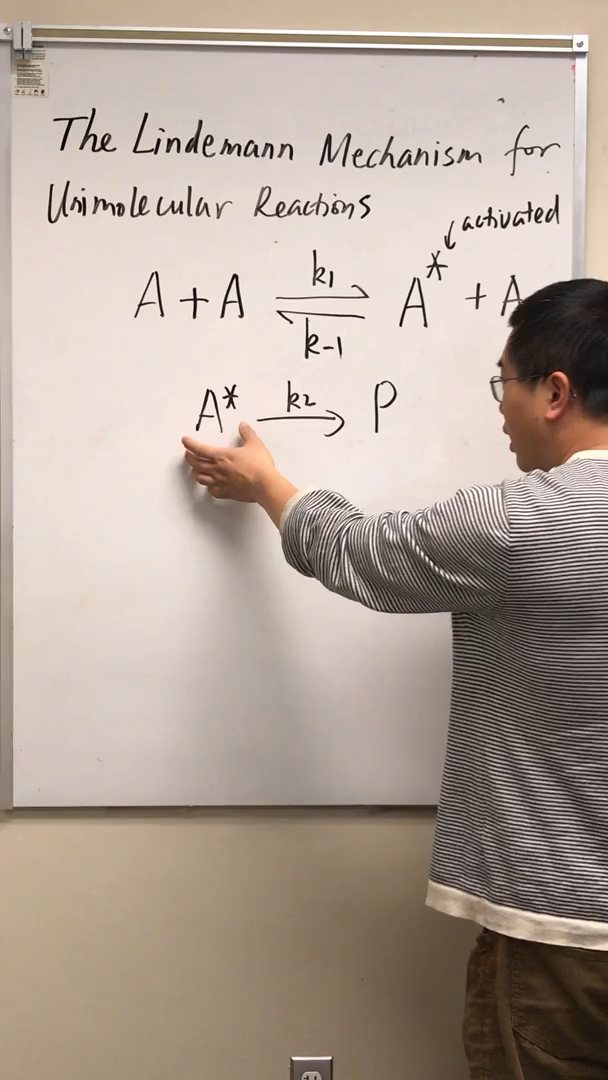 The Lindemann Mechanism for
Unimolecular Reactions
activated
A + A ⇌ A* + A
k1
k-1
A* → P
k2